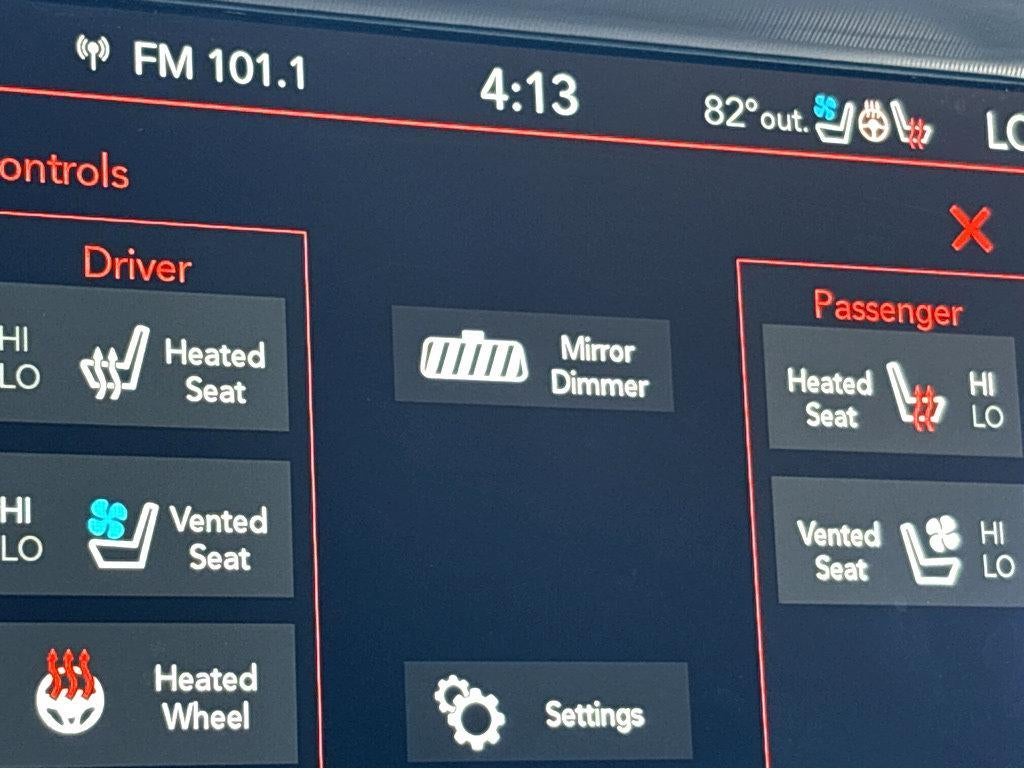 FM 101.1
4:13
82° out.
LO
ontrols
Driver
Passenger
HI
LO
Heated
Seat
Mirror
Dimmer
Heated
Seat
HI
LO
HI
LO
Vented
Seat
Vented
Seat
HI
LO
Heated
Wheel
Settings